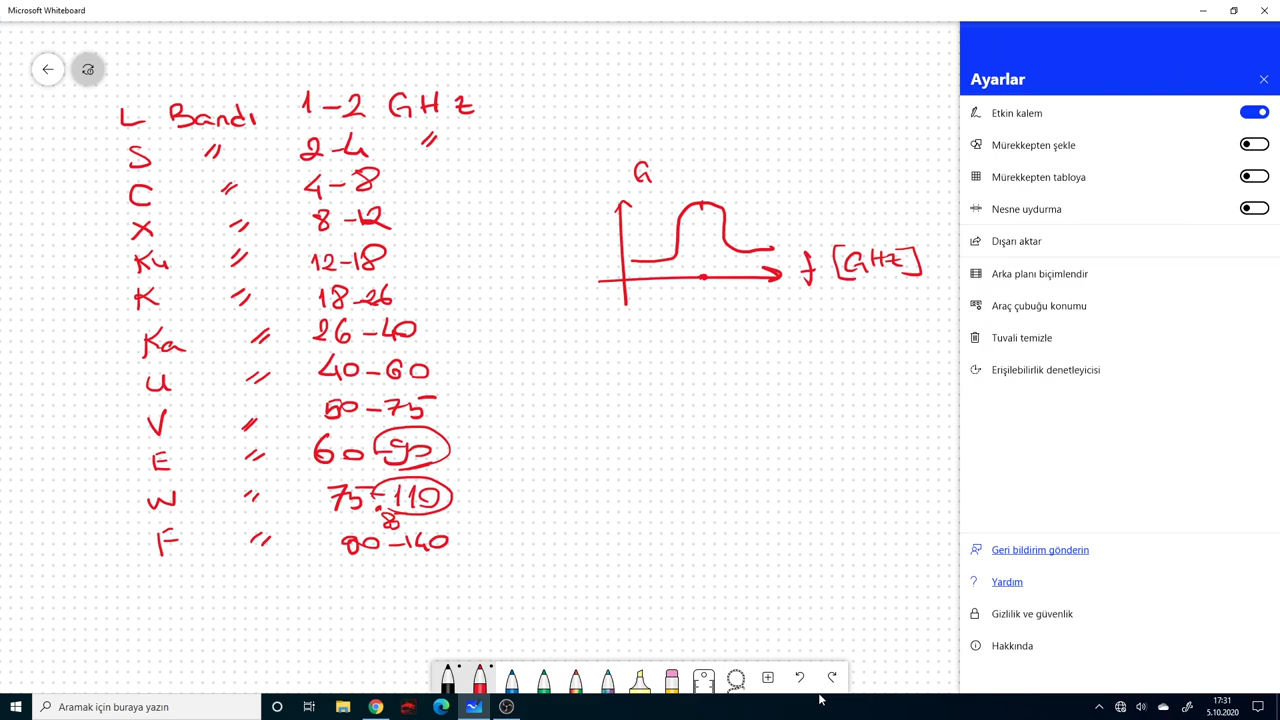 Microsoft Whiteboard
L Bandı 1-2 GHz
S " 2-4 "
C " 4-8
X " 8-12
Ku " 12-18
K " 18-26
Ka " 26-40
U " 40-60
V " 50-75
E " 60-90
W " 75-110
8
F " 90-140
G
f [GHz]
Ayarlar
Etkin kalem
Mürekkepten şekle
Mürekkepten tabloya
Nesne uydurma
Dışarı aktar
Arka planı biçimlendir
Araç çubuğu konumu
Tuvali temizle
Erişilebilirlik denetleyicisi
Geri bildirim gönderin
Yardım
Gizlilik ve güvenlik
Hakkında
Aramak için buraya yazın
17:31
5.10.2020